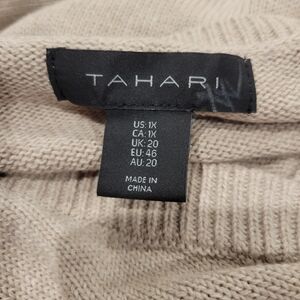 TAHARI
US: 1X
CA: 1X
UK: 20
EU: 46
AU: 20
MADE IN
CHINA